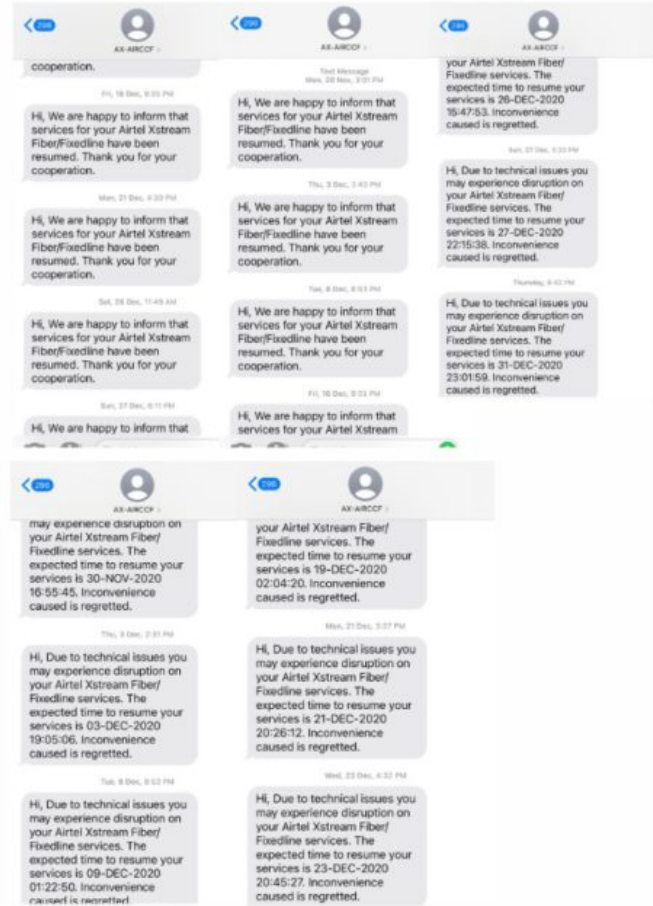 296
AX-AIRCCF >
cooperation.
Fri, 18 Dec, 9:35 PM
Hi, We are happy to inform that
services for your Airtel Xstream
Fiber/Fixedline have been
resumed. Thank you for your
cooperation.
Mon, 21 Dec, 4:30 PM
Hi, We are happy to inform that
services for your Airtel Xstream
Fiber/Fixedline have been
resumed. Thank you for your
cooperation.
Sat, 26 Dec, 11:49 AM
Hi, We are happy to inform that
services for your Airtel Xstream
Fiber/Fixedline have been
resumed. Thank you for your
cooperation.
Sun, 27 Dec, 6:11 PM
Hi, We are happy to inform that
296
AX-AIRCCF >
Text Message
Mon, 30 Nov, 3:01 PM
Hi, We are happy to inform that
services for your Airtel Xstream
Fiber/Fixedline have been
resumed. Thank you for your
cooperation.
Thu, 3 Dec, 3:40 PM
Hi, We are happy to inform that
services for your Airtel Xstream
Fiber/Fixedline have been
resumed. Thank you for your
cooperation.
Tue, 8 Dec, 8:53 PM
Hi, We are happy to inform that
services for your Airtel Xstream
Fiber/Fixedline have been
resumed. Thank you for your
cooperation.
Fri, 18 Dec, 9:35 PM
Hi, We are happy to inform that
services for your Airtel Xstream
296
AX-AIRCCF >
your Airtel Xstream Fiber/
Fixedline services. The
expected time to resume your
services is 26-DEC-2020
15:47:53. Inconvenience
caused is regretted.
Sun, 27 Dec, 5:33 PM
Hi, Due to technical issues you
may experience disruption on
your Airtel Xstream Fiber/
Fixedline services. The
expected time to resume your
services is 27-DEC-2020
22:15:38. Inconvenience
caused is regretted.
Thursday, 6:42 PM
Hi, Due to technical issues you
may experience disruption on
your Airtel Xstream Fiber/
Fixedline services. The
expected time to resume your
services is 31-DEC-2020
23:01:59. Inconvenience
caused is regretted.
296
AX-AIRCCF >
may experience disruption on
your Airtel Xstream Fiber/
Fixedline services. The
expected time to resume your
services is 30-NOV-2020
16:55:45. Inconvenience
caused is regretted.
Thu, 3 Dec, 2:51 PM
Hi, Due to technical issues you
may experience disruption on
your Airtel Xstream Fiber/
Fixedline services. The
expected time to resume your
services is 03-DEC-2020
19:05:06. Inconvenience
caused is regretted.
Tue, 8 Dec, 8:02 PM
Hi, Due to technical issues you
may experience disruption on
your Airtel Xstream Fiber/
Fixedline services. The
expected time to resume your
services is 09-DEC-2020
01:22:50. Inconvenience
caused is regretted.
296
AX-AIRCCF >
your Airtel Xstream Fiber/
Fixedline services. The
expected time to resume your
services is 19-DEC-2020
02:04:20. Inconvenience
caused is regretted.
Mon, 21 Dec, 3:07 PM
Hi, Due to technical issues you
may experience disruption on
your Airtel Xstream Fiber/
Fixedline services. The
expected time to resume your
services is 21-DEC-2020
20:26:12. Inconvenience
caused is regretted.
Wed, 23 Dec, 4:32 PM
Hi, Due to technical issues you
may experience disruption on
your Airtel Xstream Fiber/
Fixedline services. The
expected time to resume your
services is 23-DEC-2020
20:45:27. Inconvenience
caused is regretted.